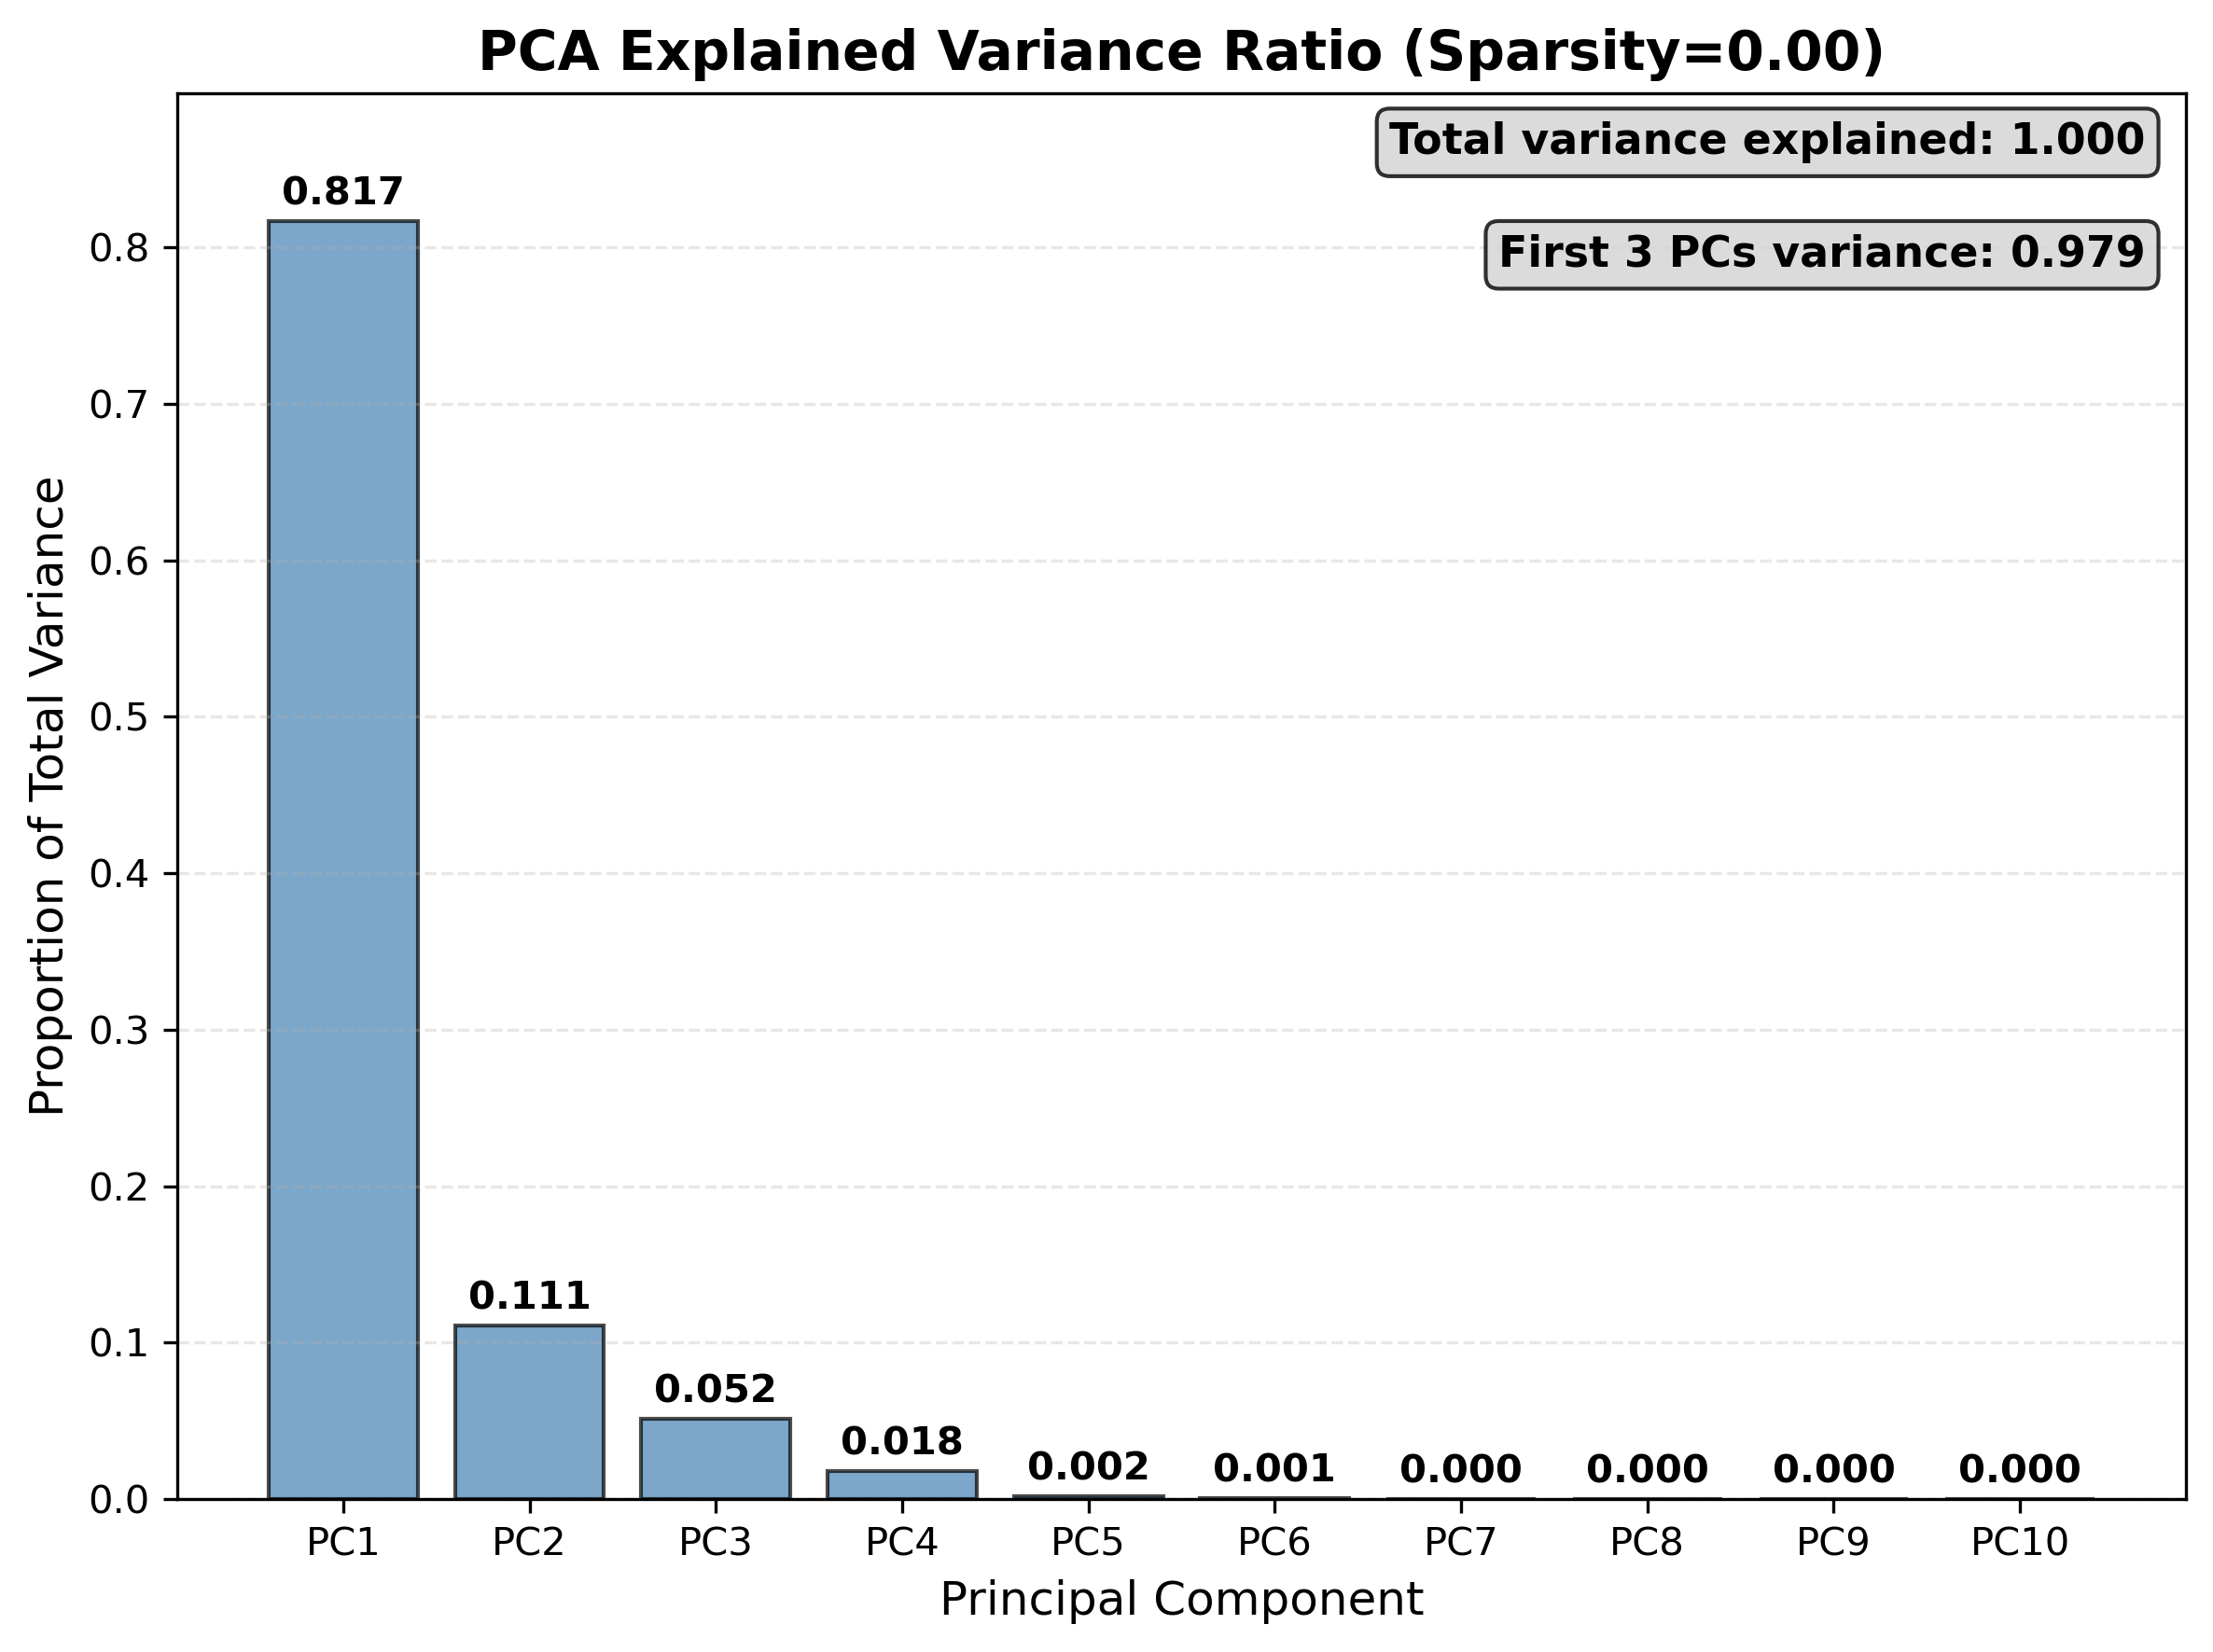 PCA Explained Variance Ratio (Sparsity=0.00)
Total variance explained: 1.000
First 3 PCs variance: 0.979
Proportion of Total Variance
0.8
0.7
0.6
0.5
0.4
0.3
0.2
0.1
0.0
0.817
0.111
0.052
0.018
0.002
0.001
0.000
0.000
0.000
0.000
PC1
PC2
PC3
PC4
PC5
PC6
PC7
PC8
PC9
PC10
Principal Component